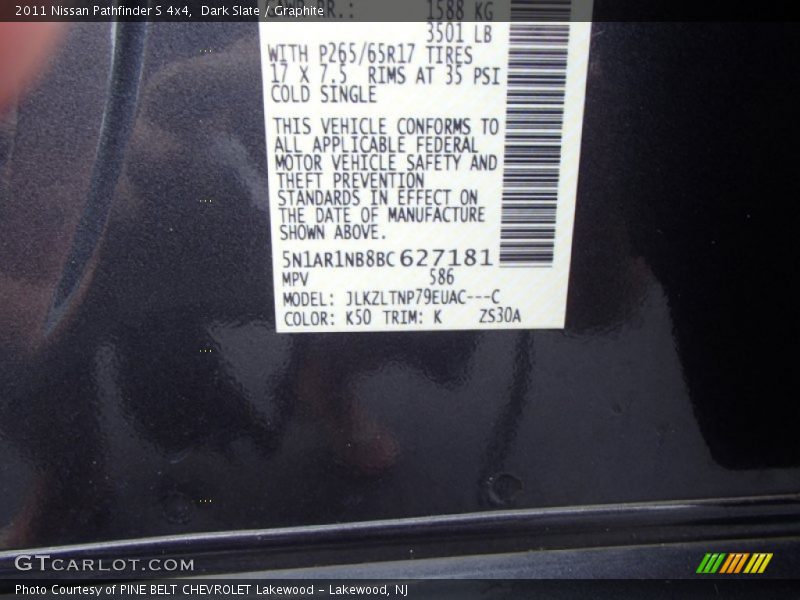 2011 Nissan Pathfinder S 4x4, Dark Slate / Graphite
1588 KG
3501 LB
WITH P265/65R17 TIRES
17 X 7.5 RIMS AT 35 PSI
COLD SINGLE
THIS VEHICLE CONFORMS TO
ALL APPLICABLE FEDERAL
MOTOR VEHICLE SAFETY AND
THEFT PREVENTION
STANDARDS IN EFFECT ON
THE DATE OF MANUFACTURE
SHOWN ABOVE.
5N1AR1NB8BC 627181
MPV 586
MODEL: JLKZLTNP79EUAC---C
COLOR: K50 TRIM: K ZS30A
GTCARLOT.COM
Photo Courtesy of PINE BELT CHEVROLET Lakewood - Lakewood, NJ